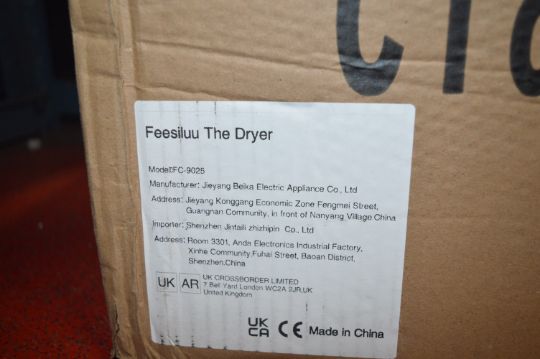 Feesiluu The Dryer
Model:FC-9025
Manufacturer: Jieyang Beika Electric Appliance Co., Ltd
Address: Jieyang Konggang Economic Zone Fengmei Street,
Guangnan Community, in front of Nanyang Village China
Importer: Shenzhen Jintaili zhizhipin Co., Ltd
Address: Room 3301, Anda Electronics Industrial Factory,
Xinhe Community Fuhai Street, Baoan District,
Shenzhen,China
UK AR
UK CROSSBORDER LIMITED
7 Bell Yard London WC2A 2JR,UK
United Kingdom
UK
CA CE Made in China